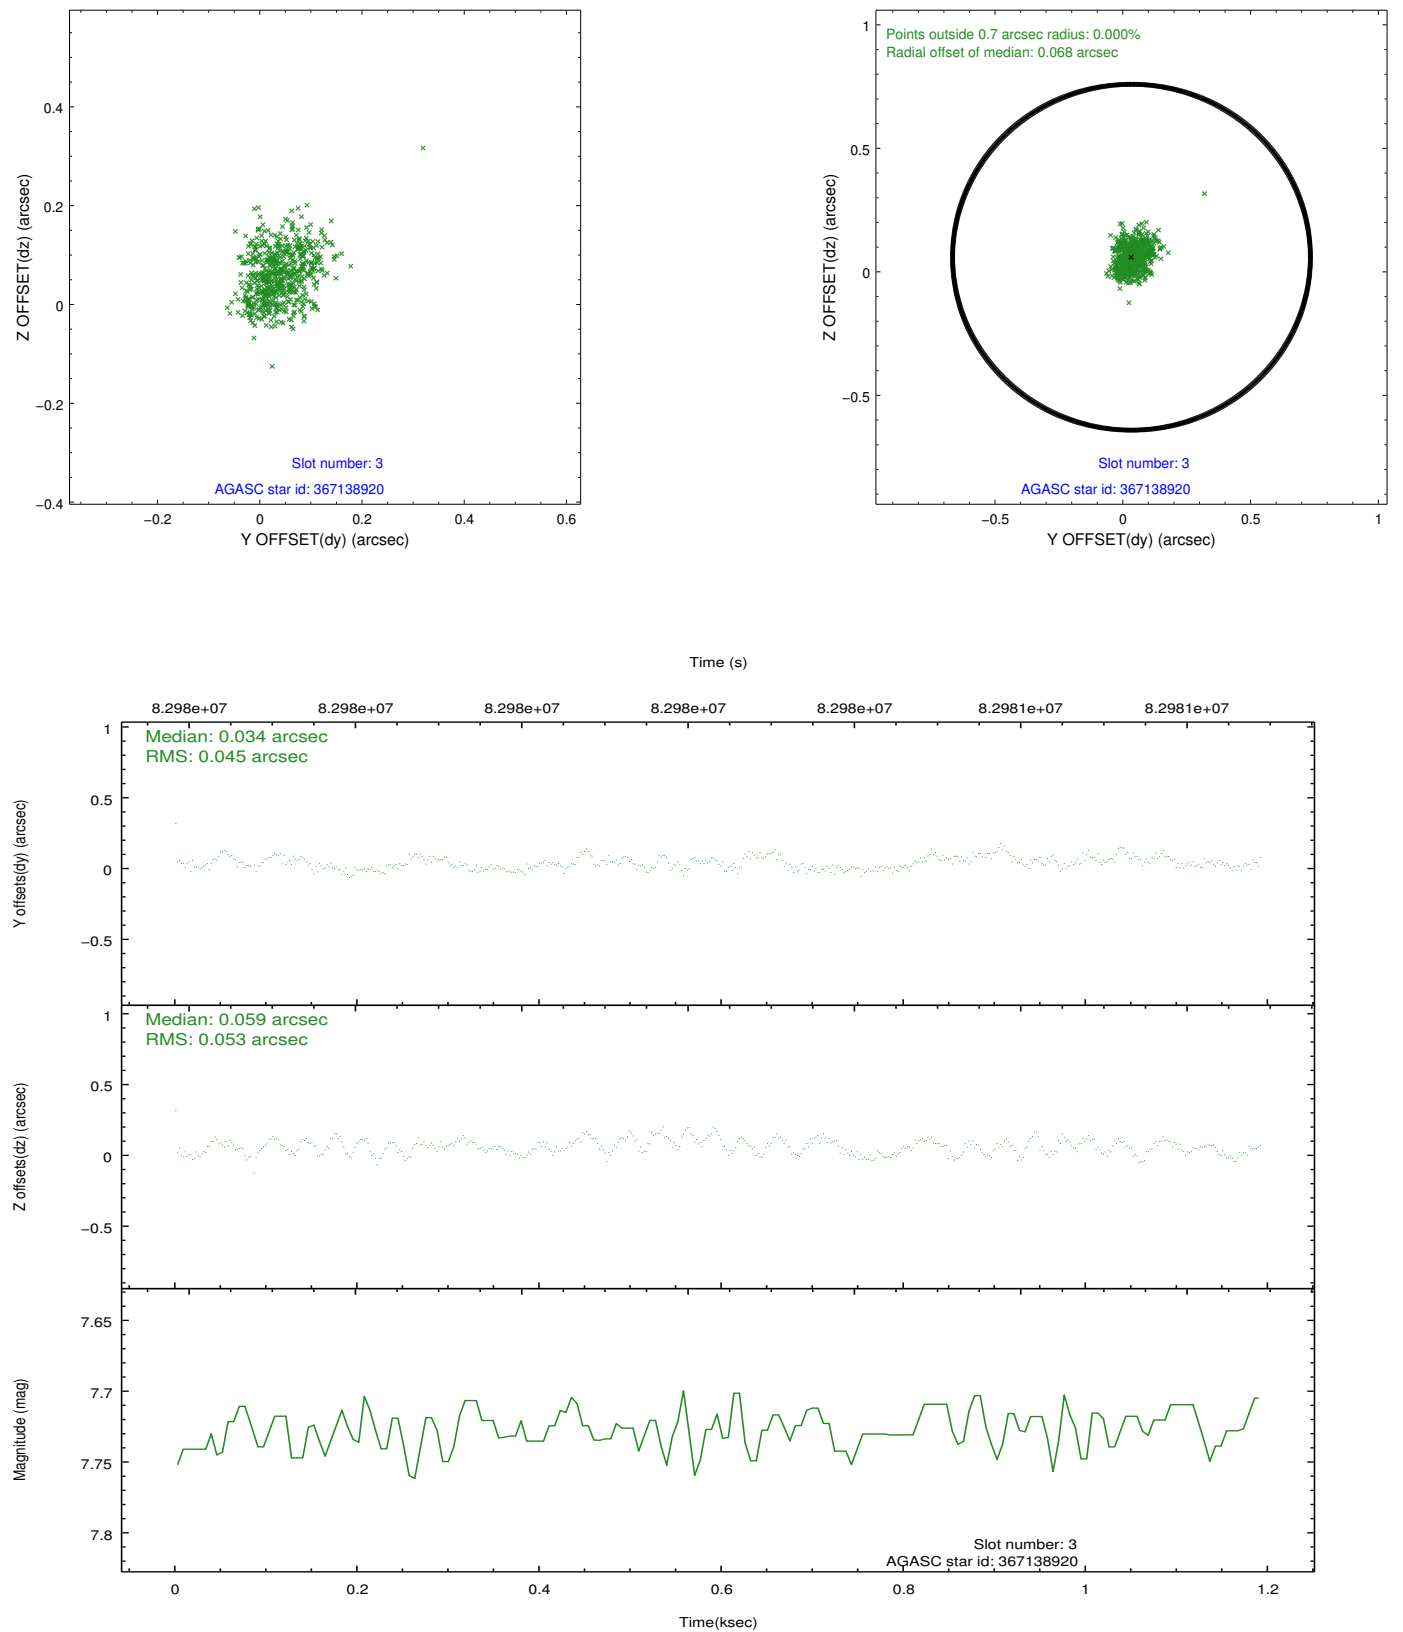 0.4
0.2
0
−0.2
−0.4
Z OFFSET(dz) (arcsec)
Slot number: 3
AGASC star id: 367138920
−0.2 0 0.2 0.4 0.6
Y OFFSET(dy) (arcsec)
Points outside 0.7 arcsec radius: 0.000%
Radial offset of median: 0.068 arcsec
1
0.5
0
−0.5
Z OFFSET(dz) (arcsec)
Slot number: 3
AGASC star id: 367138920
−0.5 0 0.5 1
Y OFFSET(dy) (arcsec)
Time (s)
8.298e+07 8.298e+07 8.298e+07 8.298e+07 8.298e+07 8.2981e+07 8.2981e+07
Median: 0.034 arcsec
RMS: 0.045 arcsec
1
0.5
0
−0.5
Y offsets(dy) (arcsec)
Median: 0.059 arcsec
RMS: 0.053 arcsec
1
0.5
0
−0.5
Z offsets(dz) (arcsec)
7.65
7.7
7.75
7.8
Magnitude (mag)
Slot number: 3
AGASC star id: 367138920
0 0.2 0.4 0.6 0.8 1 1.2
Time(ksec)